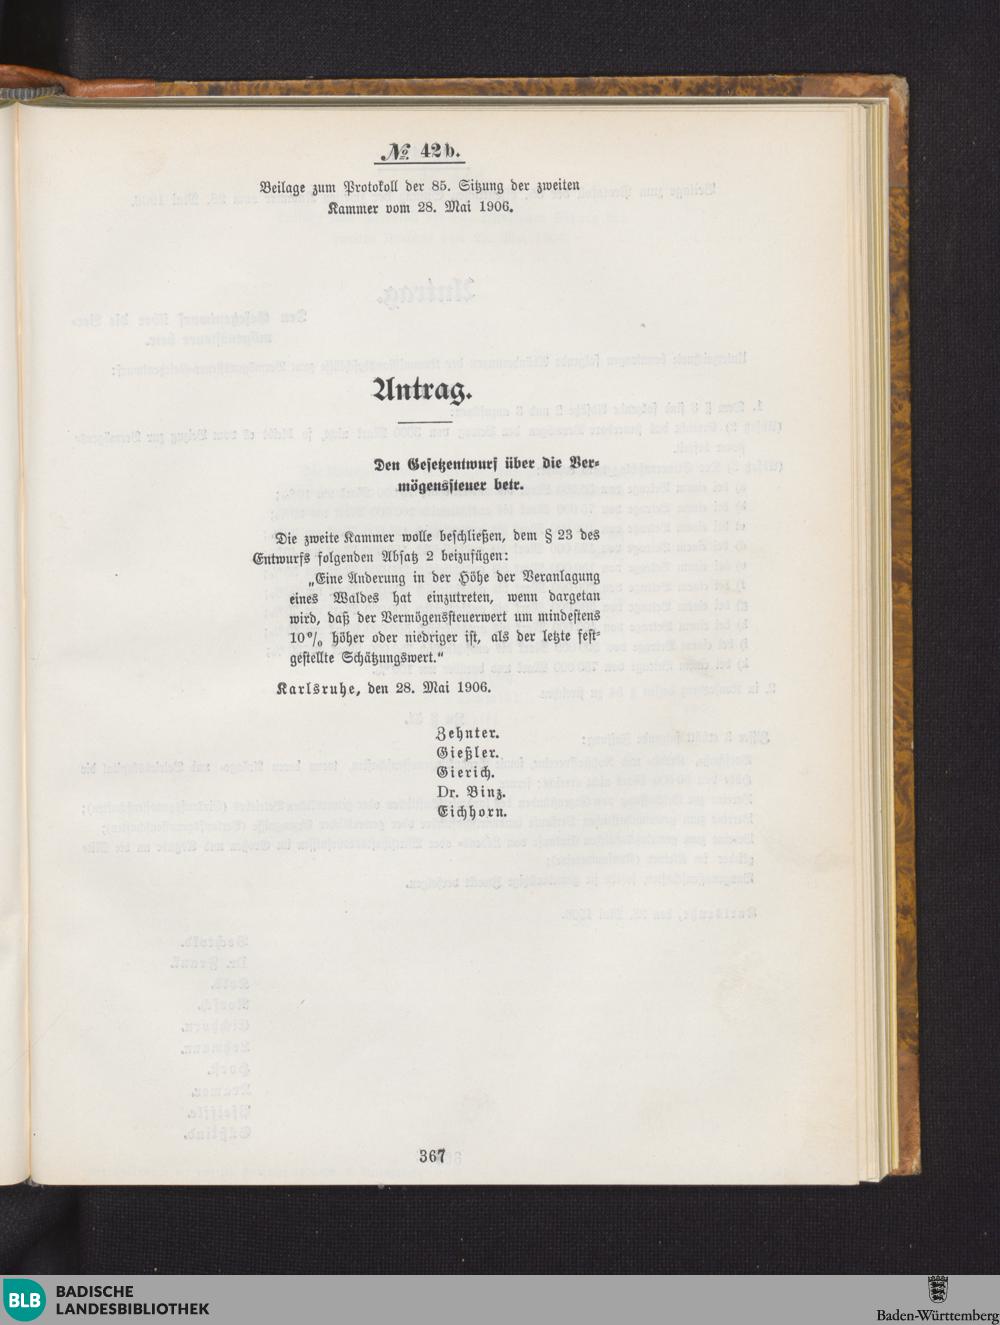 № 42b.
Beilage zum Protokoll der 85. Sitzung der zweiten
Kammer vom 28. Mai 1906.
Antrag.
Den Gesetzentwurf über die Ver-
mögenssteuer betr.
Die zweite Kammer wolle beschließen, dem § 23 des
Entwurfs folgenden Absatz 2 beizufügen:
„Eine Änderung in der Höhe der Veranlagung
eines Waldes hat einzutreten, wenn dargetan
wird, daß der Vermögenssteuerwert um mindestens
10% höher oder niedriger ist, als der letzte fest-
gestellte Schätzungswert.“
Karlsruhe, den 28. Mai 1906.
Zehnter.
Gießler.
Gierich.
Dr. Binz.
Eichhorn.
367
BLB BADISCHE
LANDESBIBLIOTHEK
Baden-Württemberg